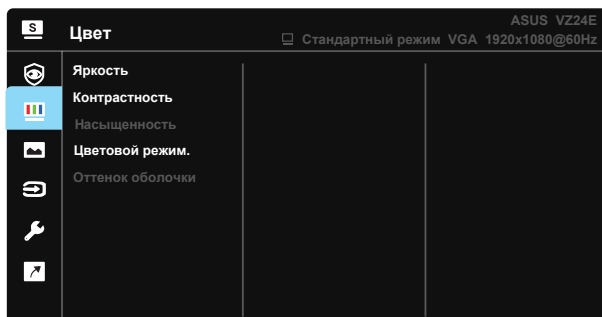 S
Цвет
ASUS VZ24E
Стандартный режим VGA 1920x1080@60Hz
Яркость
Контрастность
Насыщенность
Цветовой режим.
Оттенок оболочки